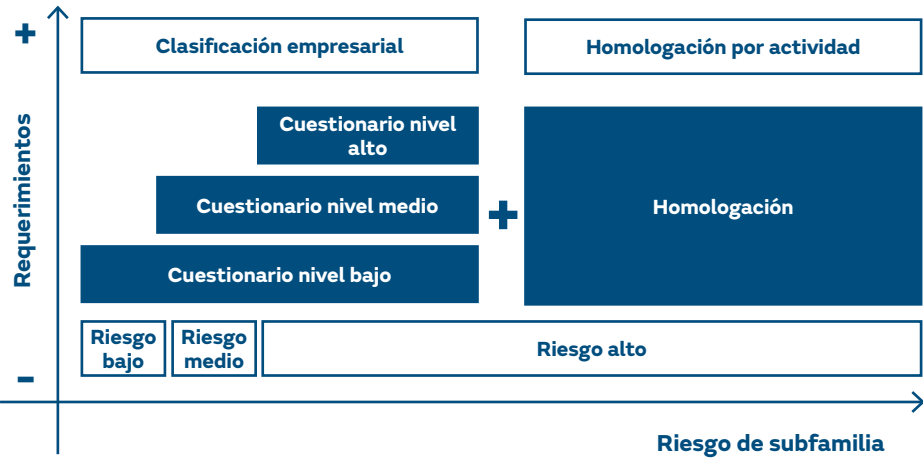 +
Clasificación empresarial
Homologación por actividad
Requerimientos
Cuestionario nivel
alto
Cuestionario nivel medio
+
Homologación
Cuestionario nivel bajo
Riesgo
bajo
Riesgo
medio
Riesgo alto
-
Riesgo de subfamilia